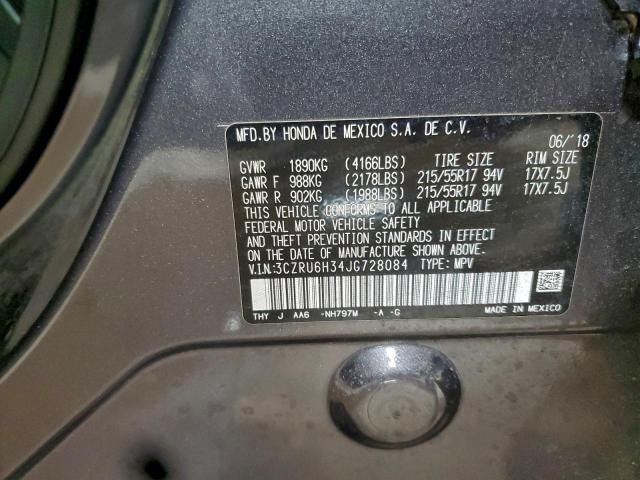 MFD.BY HONDA DE MEXICO S.A. DE C.V. 06/'18
GVWR 1890KG (4166LBS) TIRE SIZE RIM SIZE
GAWR F 988KG (2178LBS) 215/55R17 94V 17X7.5J
GAWR R 902KG (1988LBS) 215/55R17 94V 17X7.5J
THIS VEHICLE CONFORMS TO ALL APPLICABLE
FEDERAL MOTOR VEHICLE SAFETY
AND THEFT PREVENTION STANDARDS IN EFFECT
ON THE DATE OF MANUFACTURE SHOWN ABOVE.
V.I.N.:3CZRU6H34JG728084 TYPE: MPV
THY J AA6 -NH797M -A -G MADE IN MEXICO